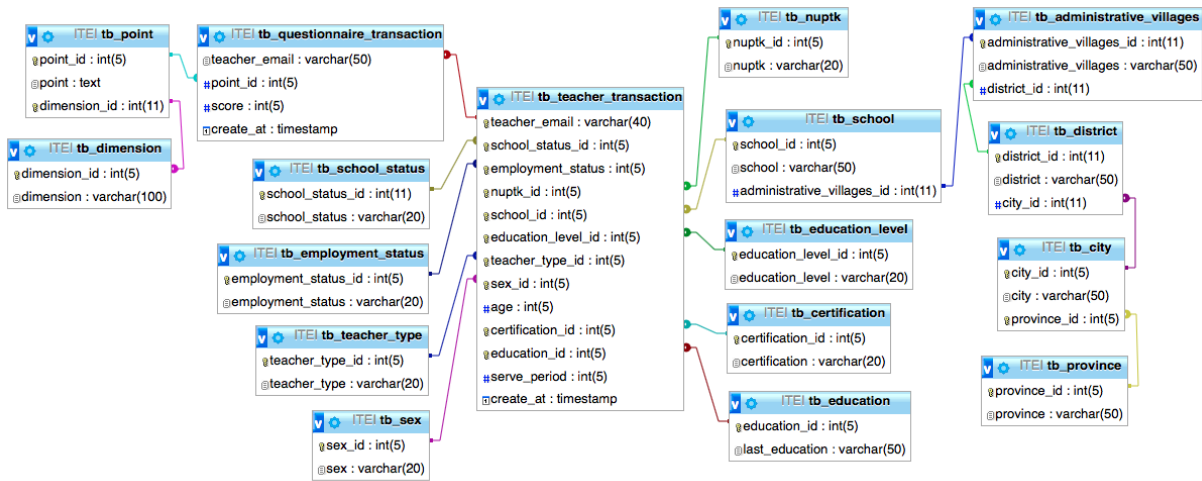 ITEI tb_point
point_id : int(5)
point : text
dimension_id : int(11)
ITEI tb_dimension
dimension_id : int(5)
dimension : varchar(100)
ITEI tb_questionnaire_transaction
teacher_email : varchar(50)
#point_id : int(5)
#score : int(5)
create_at : timestamp
ITEI tb_school_status
school_status_id : int(11)
school_status : varchar(20)
ITEI tb_employment_status
employment_status_id : int(5)
employment_status : varchar(20)
ITEI tb_teacher_type
teacher_type_id : int(5)
teacher_type : varchar(20)
ITEI tb_sex
sex_id : int(5)
sex : varchar(20)
ITEI tb_teacher_transaction
teacher_email : varchar(40)
school_status_id : int(5)
employment_status : int(5)
nuptk_id : int(5)
school_id : int(5)
education_level_id : int(5)
teacher_type_id : int(5)
sex_id : int(5)
#age : int(5)
certification_id : int(5)
education_id : int(5)
#serve_period : int(5)
create_at : timestamp
ITEI tb_nuptk
nuptk_id : int(5)
nuptk : varchar(20)
ITEI tb_school
school_id : int(5)
school : varchar(50)
#administrative_villages_id : int(11)
ITEI tb_education_level
education_level_id : int(5)
education_level : varchar(20)
ITEI tb_certification
certification_id : int(5)
certification : varchar(20)
ITEI tb_education
education_id : int(5)
last_education : varchar(50)
ITEI tb_administrative_villages
administrative_villages_id : int(11)
administrative_villages : varchar(50)
#district_id : int(11)
ITEI tb_district
district_id : int(11)
district : varchar(50)
#city_id : int(11)
ITEI tb_city
city_id : int(5)
city : varchar(50)
province_id : int(5)
ITEI tb_province
province_id : int(5)
province : varchar(50)